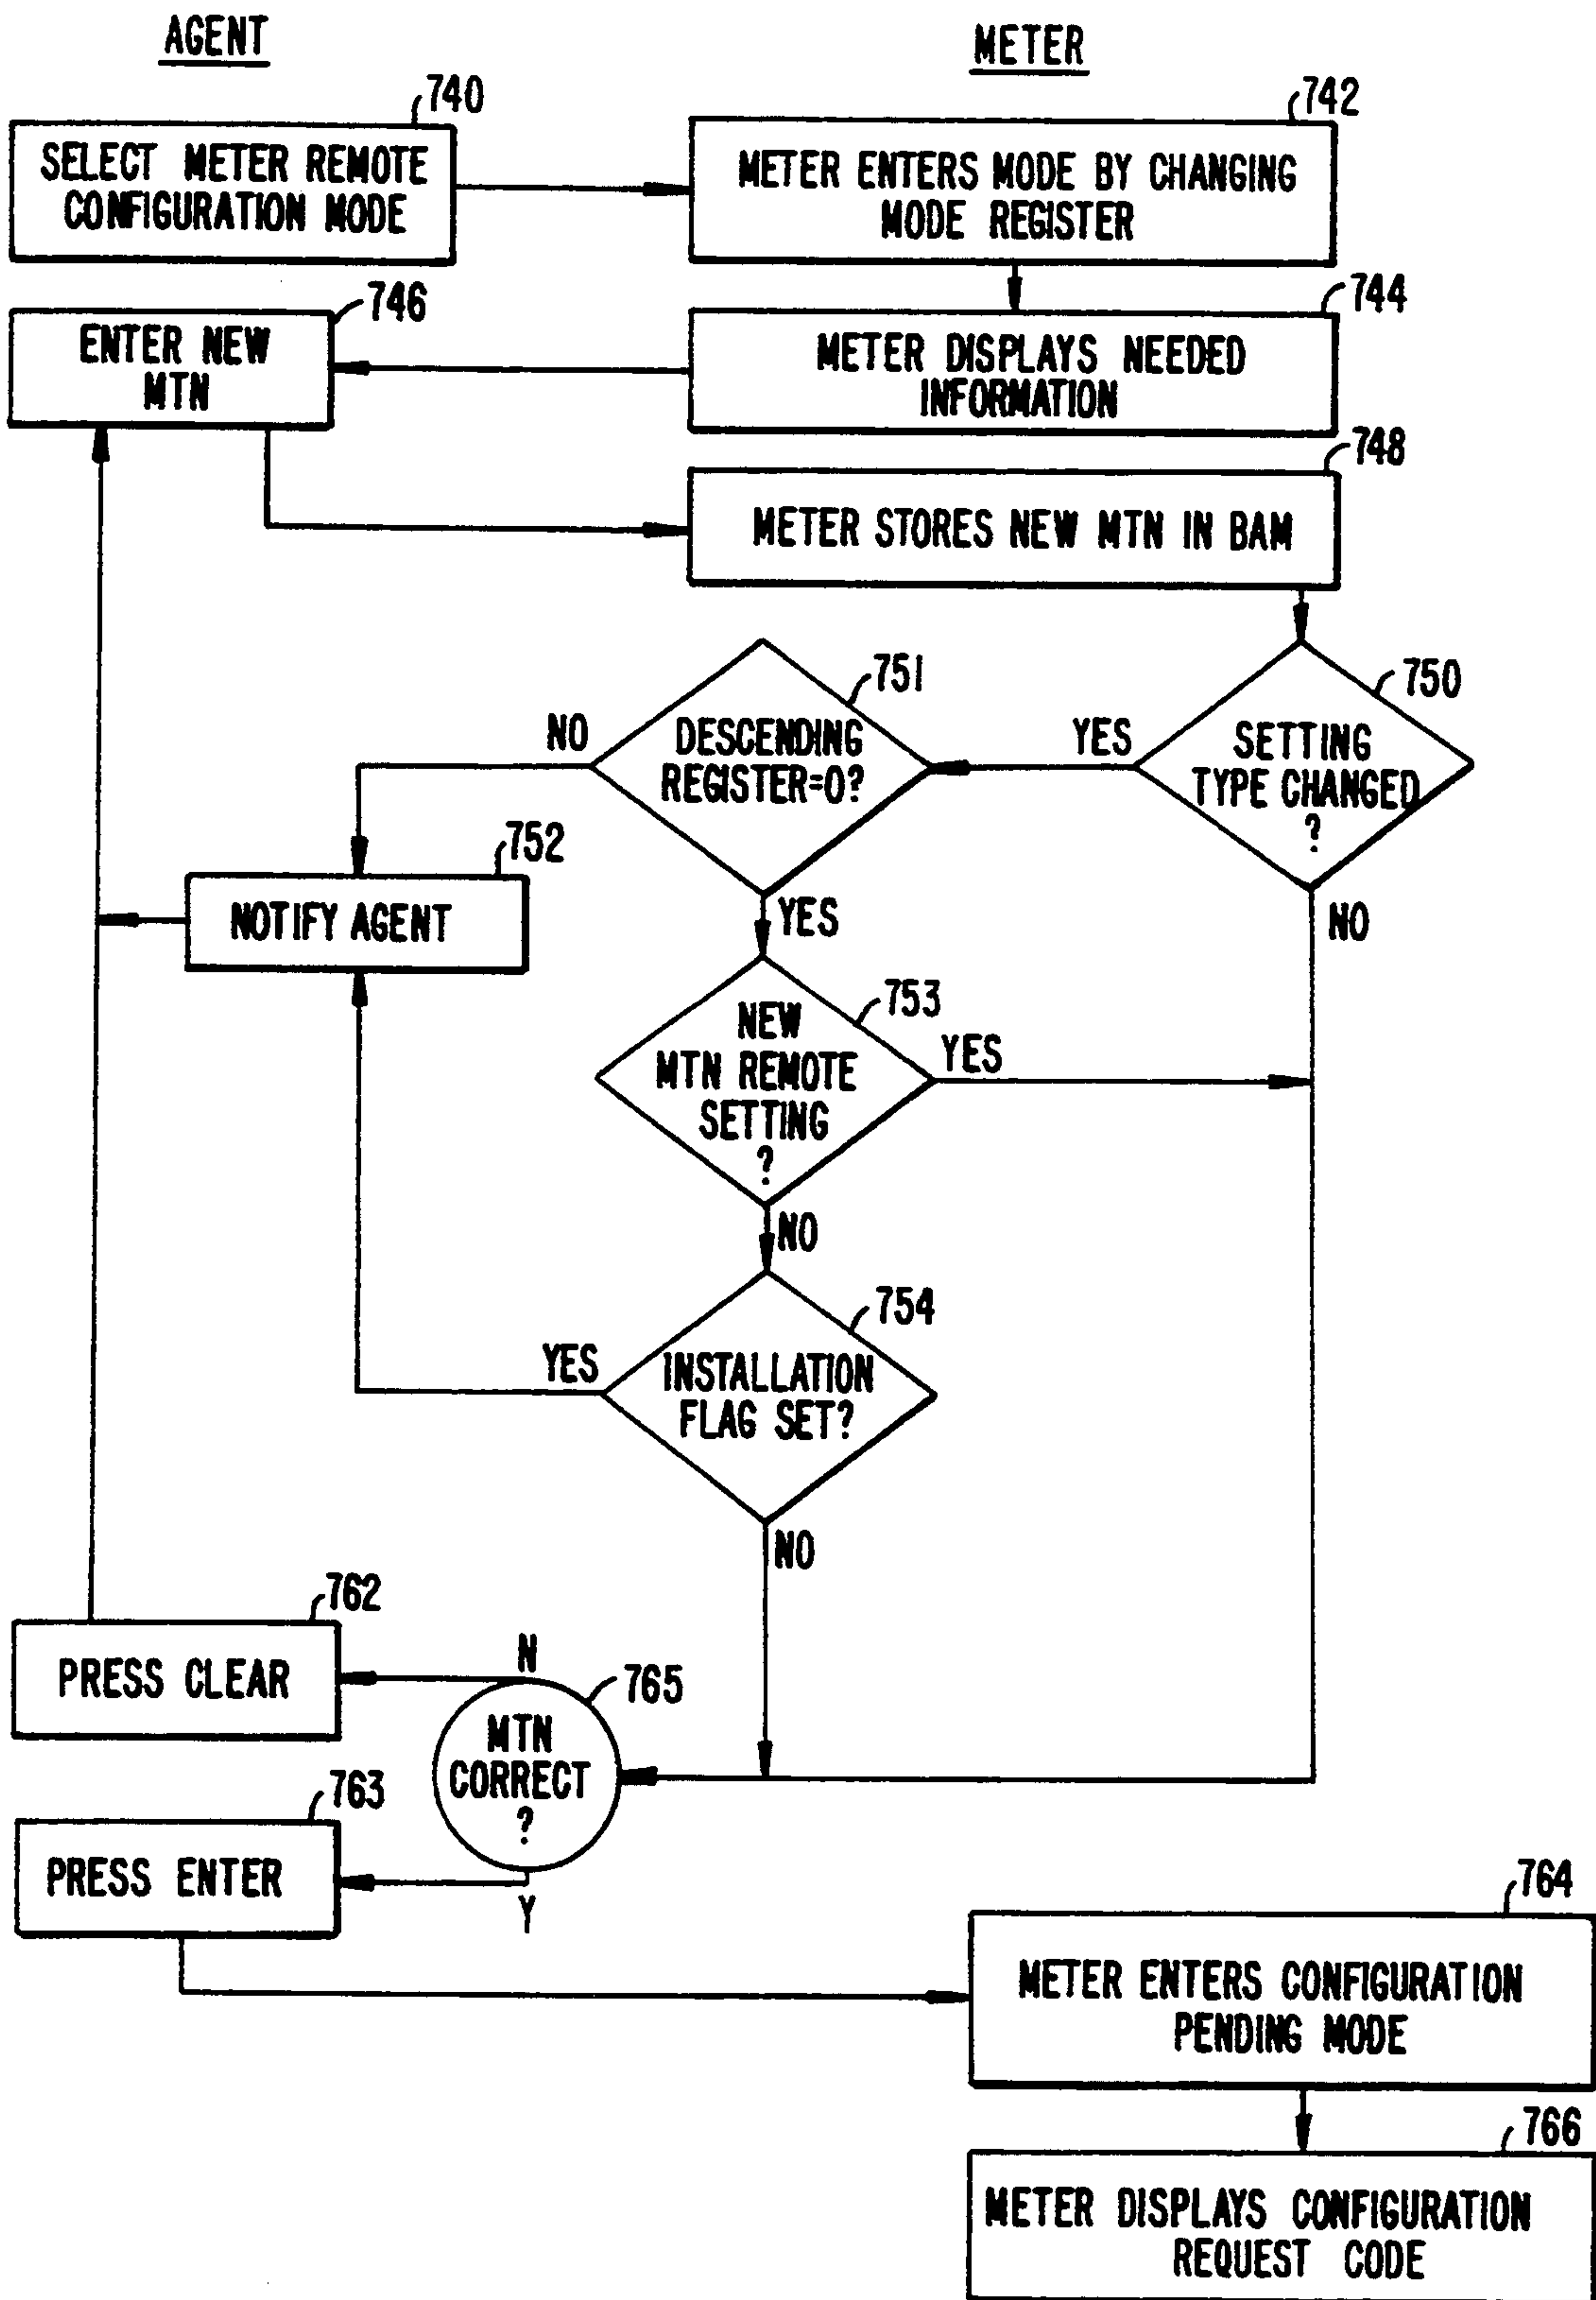 AGENT
METER
740
SELECT METER REMOTE
CONFIGURATION MODE
742
METER ENTERS MODE BY CHANGING
MODE REGISTER
746
ENTER NEW
MTN
744
METER DISPLAYS NEEDED
INFORMATION
748
METER STORES NEW MTN IN BAM
750
SETTING
TYPE CHANGED
?
YES
NO
751
DESCENDING
REGISTER=0?
NO
YES
752
NOTIFY AGENT
753
NEW
MTN REMOTE
SETTING
?
YES
NO
754
INSTALLATION
FLAG SET?
YES
NO
762
PRESS CLEAR
N
765
MTN
CORRECT
?
Y
763
PRESS ENTER
764
METER ENTERS CONFIGURATION
PENDING MODE
766
METER DISPLAYS CONFIGURATION
REQUEST CODE